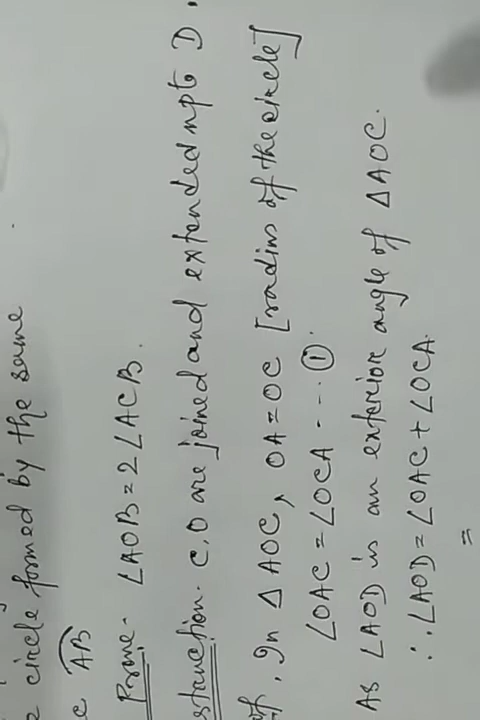 circle formed by the same
c AB
Prove. ∠AOB = 2∠ACB.
struction. C, O are joined and extended upto D.
of. In △AOC, OA = OC [radius of the circle]
∠OAC = ∠OCA ---①.
As ∠AOD is an exterior angle of △AOC.
∴ ∠AOD = ∠OAC + ∠OCA.
=